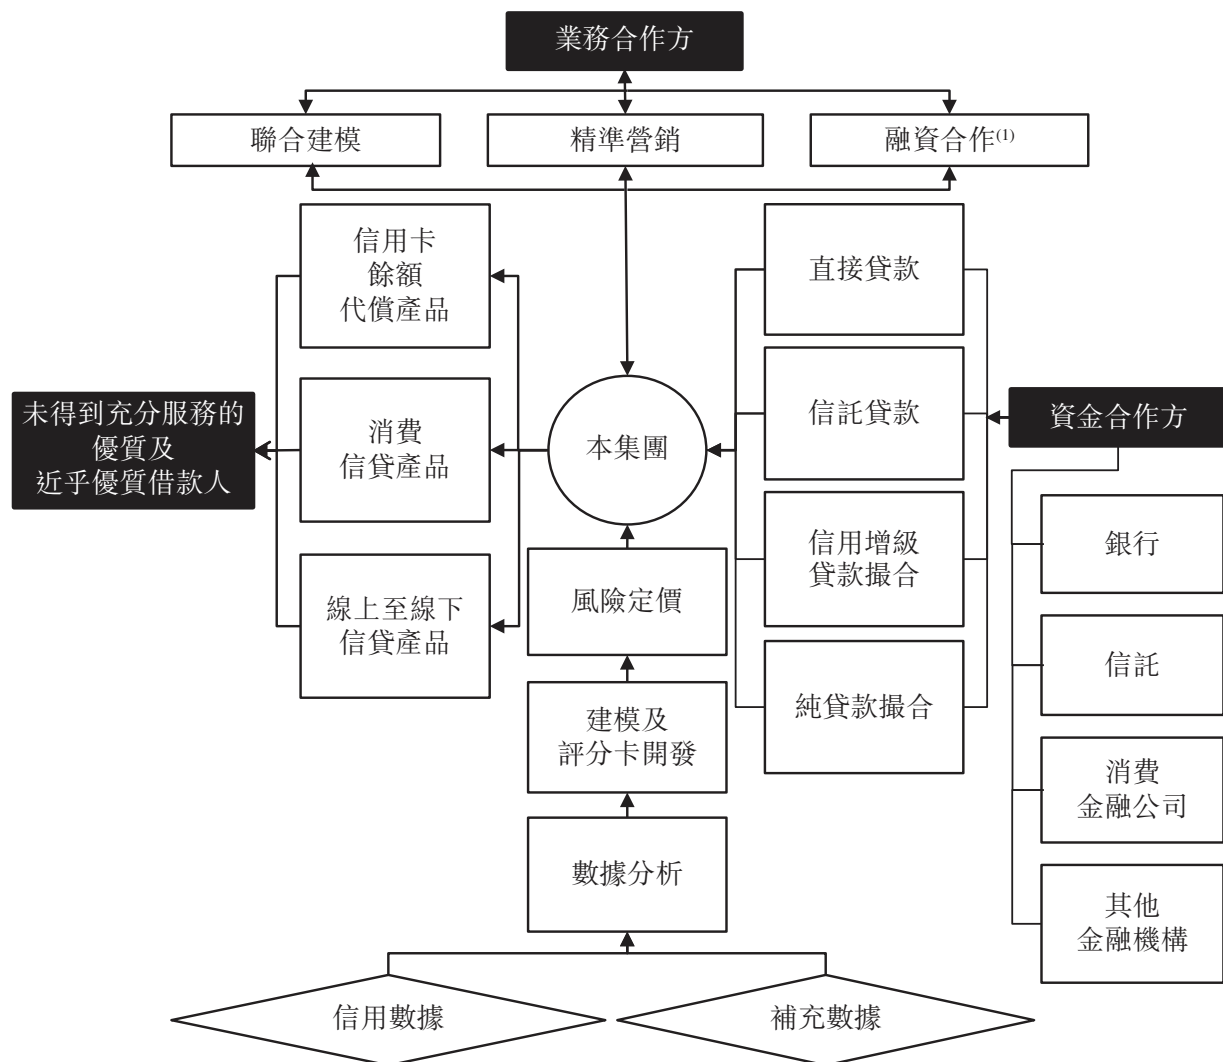 業務合作方
聯合建模
精準營銷
融資合作(1)
信用卡
餘額
代償產品
直接貸款
未得到充分服務的
優質及
近乎優質借款人
消費
信貸產品
本集團
信託貸款
資金合作方
線上至線下
信貸產品
風險定價
信用增級
貸款撮合
銀行
建模及
評分卡開發
純貸款撮合
信託
數據分析
消費
金融公司
其他
金融機構
信用數據
補充數據